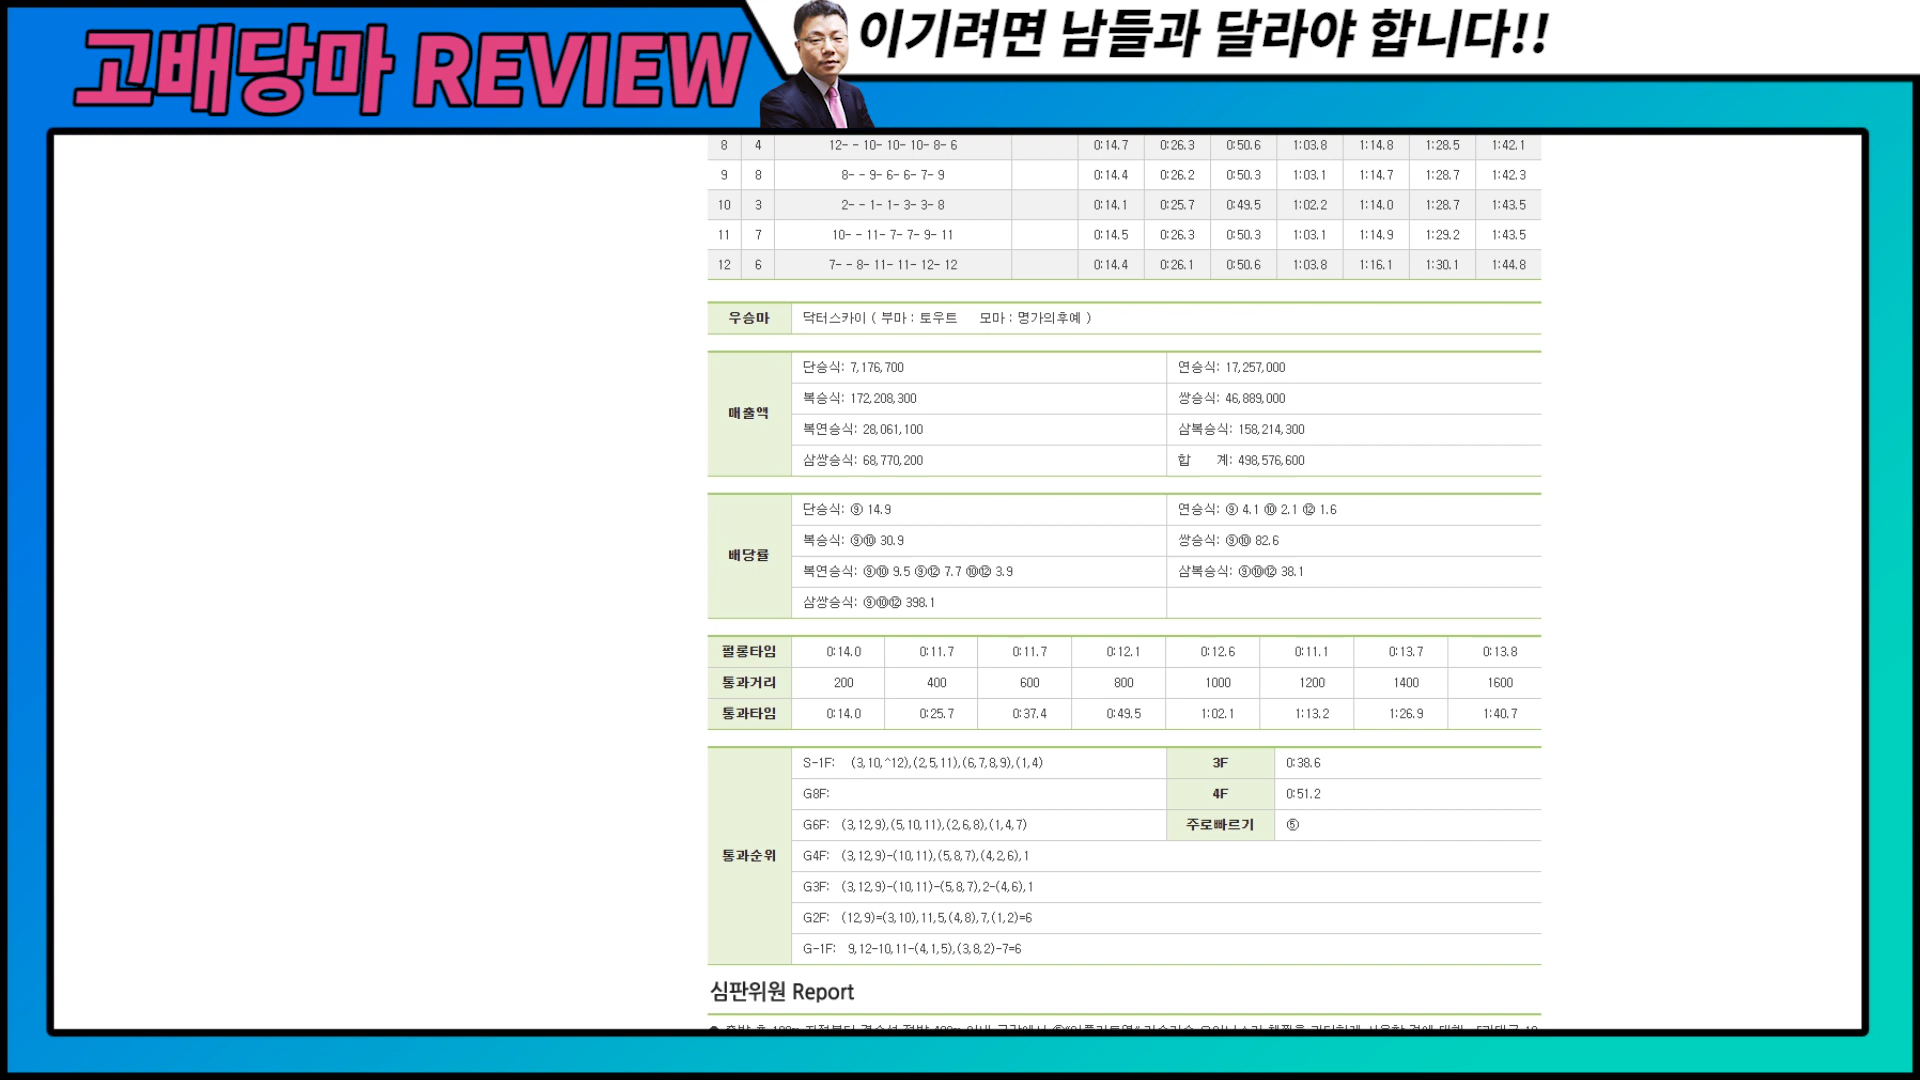 고배당마 REVIEW
이기려면 남들과 달라야 합니다!!
8 4 12- - 10- 10- 10- 8- 6 0:14.7 0:26.3 0:50.6 1:03.8 1:14.8 1:28.5 1:42.1
9 8 8- - 9- 6- 6- 7- 9 0:14.4 0:26.2 0:50.3 1:03.1 1:14.7 1:28.7 1:42.3
10 3 2- - 1- 1- 3- 3- 8 0:14.1 0:25.7 0:49.5 1:02.2 1:14.0 1:28.7 1:43.5
11 7 10- - 11- 7- 7- 9- 11 0:14.5 0:26.3 0:50.3 1:03.1 1:14.9 1:29.2 1:43.5
12 6 7- - 8- 11- 11- 12- 12 0:14.4 0:26.1 0:50.6 1:03.8 1:16.1 1:30.1 1:44.8
우승마 닥터스카이 ( 부마 : 토우트 모마 : 명가의후예 )
매출액
단승식: 7,176,700 연승식: 17,257,000
복승식: 172,208,300 쌍승식: 46,889,000
복연승식: 28,061,100 삼복승식: 158,214,300
삼쌍승식: 68,770,200 합 계: 498,576,600
배당률
단승식: ⑨ 14.9 연승식: ⑨ 4.1 ⑩ 2.1 ⑫ 1.6
복승식: ⑨⑩ 30.9 쌍승식: ⑨⑩ 82.6
복연승식: ⑨⑩ 9.5 ⑨⑫ 7.7 ⑩⑫ 3.9 삼복승식: ⑨⑩⑫ 38.1
삼쌍승식: ⑨⑩⑫ 398.1
펄롱타임 0:14.0 0:11.7 0:11.7 0:12.1 0:12.6 0:11.1 0:13.7 0:13.8
통과거리 200 400 600 800 1000 1200 1400 1600
통과타임 0:14.0 0:25.7 0:37.4 0:49.5 1:02.1 1:13.2 1:26.9 1:40.7
통과순위
S-1F: (3,10,^12),(2,5,11),(6,7,8,9),(1,4) 3F 0:38.6
G8F: 4F 0:51.2
G6F: (3,12,9),(5,10,11),(2,6,8),(1,4,7) 주로빠르기 ⑤
G4F: (3,12,9)-(10,11),(5,8,7),(4,2,6),1
G3F: (3,12,9)-(10,11)-(5,8,7),2-(4,6),1
G2F: (12,9)=(3,10),11,5,(4,8),7,(1,2)=6
G-1F: 9,12-10,11-(4,1,5),(3,8,2)-7=6
심판위원 Report